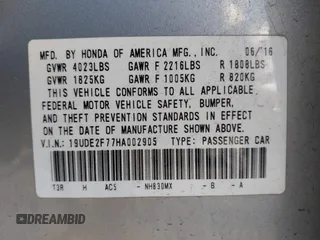 MFD. BY HONDA OF AMERICA MFG., INC. 06/16
GVWR 4023LBS GAWR F 2216LBS R 1808LBS
GVWR 1825KG GAWR F 1005KG R 820KG
THIS VEHICLE CONFORMS TO ALL APPLICABLE
FEDERAL MOTOR VEHICLE SAFETY, BUMPER,
AND THEFT PREVENTION STANDARDS IN EFFECT
ON THE DATE OF MANUFACTURE SHOWN ABOVE.
V.I.N.: 19UDE2F77HA002905 TYPE: PASSENGER CAR
T3R H AC5 NH830MX - B - A
DREAMBID